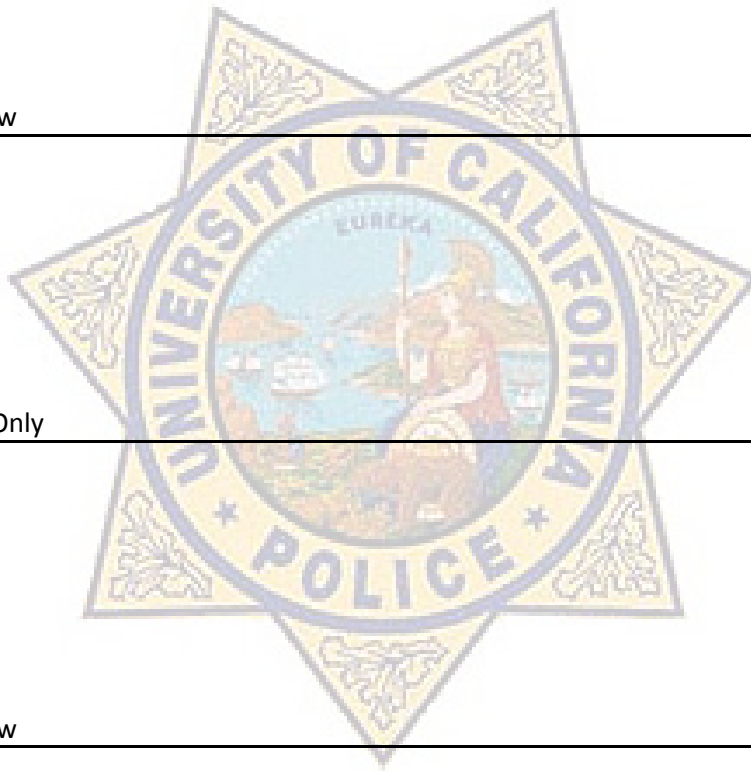 w
UNIVERSITY OF CALIFORNIA
EUREKA
Only
POLICE
w